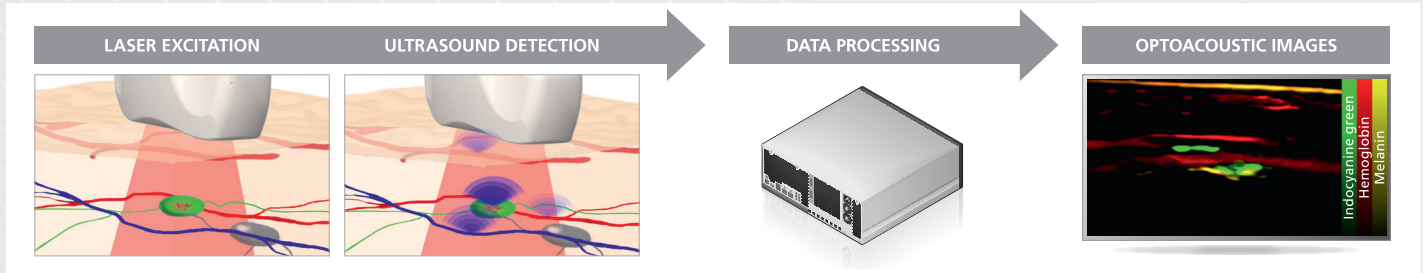 LASER EXCITATION
ULTRASOUND DETECTION
DATA PROCESSING
OPTOACOUSTIC IMAGES
Indocyanine green
Hemoglobin
Melanin